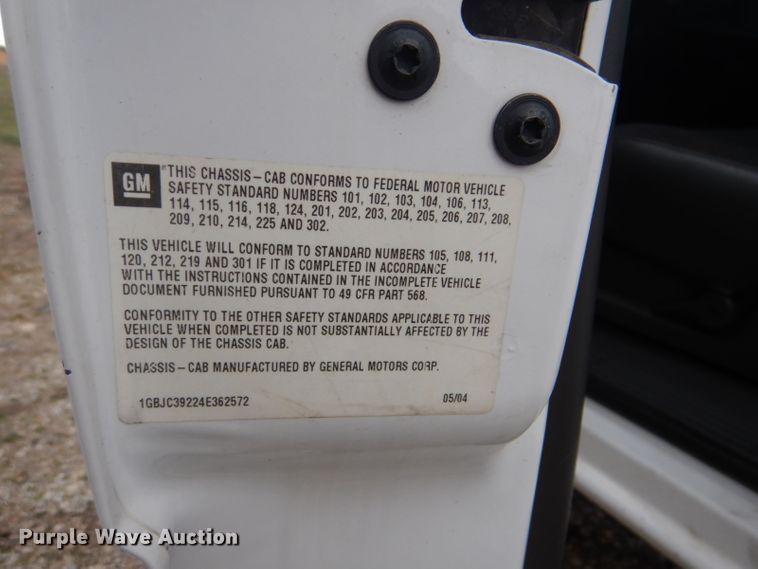 GM
THIS CHASSIS-CAB CONFORMS TO FEDERAL MOTOR VEHICLE
SAFETY STANDARD NUMBERS 101, 102, 103, 104, 106, 113,
114, 115, 116, 118, 124, 201, 202, 203, 204, 205, 206, 207, 208,
209, 210, 214, 225 AND 302.
THIS VEHICLE WILL CONFORM TO STANDARD NUMBERS 105, 108, 111,
120, 212, 219 AND 301 IF IT IS COMPLETED IN ACCORDANCE
WITH THE INSTRUCTIONS CONTAINED IN THE INCOMPLETE VEHICLE
DOCUMENT FURNISHED PURSUANT TO 49 CFR PART 568.
CONFORMITY TO THE OTHER SAFETY STANDARDS APPLICABLE TO THIS
VEHICLE WHEN COMPLETED IS NOT SUBSTANTIALLY AFFECTED BY THE
DESIGN OF THE CHASSIS CAB.
CHASSIS-CAB MANUFACTURED BY GENERAL MOTORS CORP.
1GBJC39224E362572 05/04
Purple Wave Auction